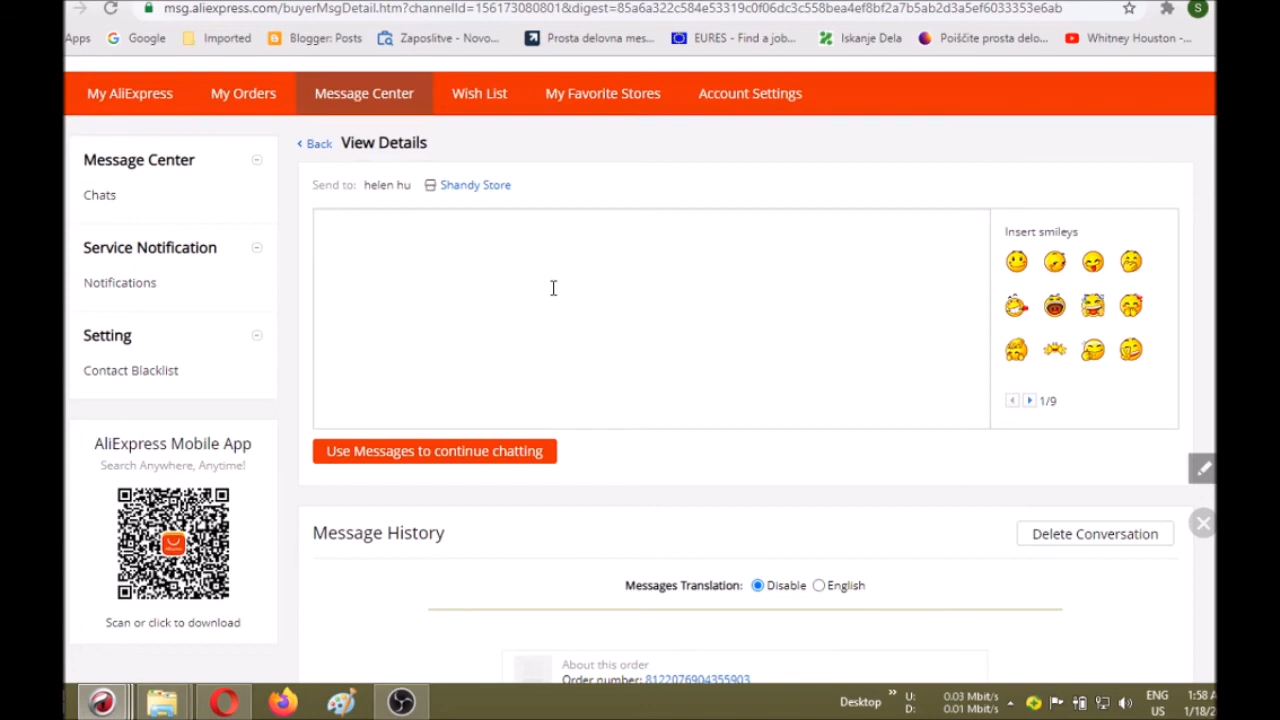 msg.aliexpress.com/buyerMsgDetail.htm?channelId=156173080801&digest=85a6a322c584e53319c0f06dc3c558bea4ef8bf2a7b5ab2d3a5ef6033353e6ab
S
Apps Google Imported Blogger: Posts Zaposlitve - Novo... Prosta delovna mes... EURES - Find a job... Iskanje Dela Poiščite prosta delo... Whitney Houston -...
My AliExpress My Orders Message Center Wish List My Favorite Stores Account Settings
‹ Back View Details
Message Center
Chats
Service Notification
Notifications
Setting
Contact Blacklist
AliExpress Mobile App
Search Anywhere, Anytime!
Scan or click to download
Send to: helen hu Shandy Store
Insert smileys
1/9
Use Messages to continue chatting
Message History Delete Conversation
Messages Translation: Disable English
About this order
Order number: 8122076904355903
Desktop » U: 0.03 Mbit/s ENG 1:58
D: 0.01 Mbit/s US 1/18/2